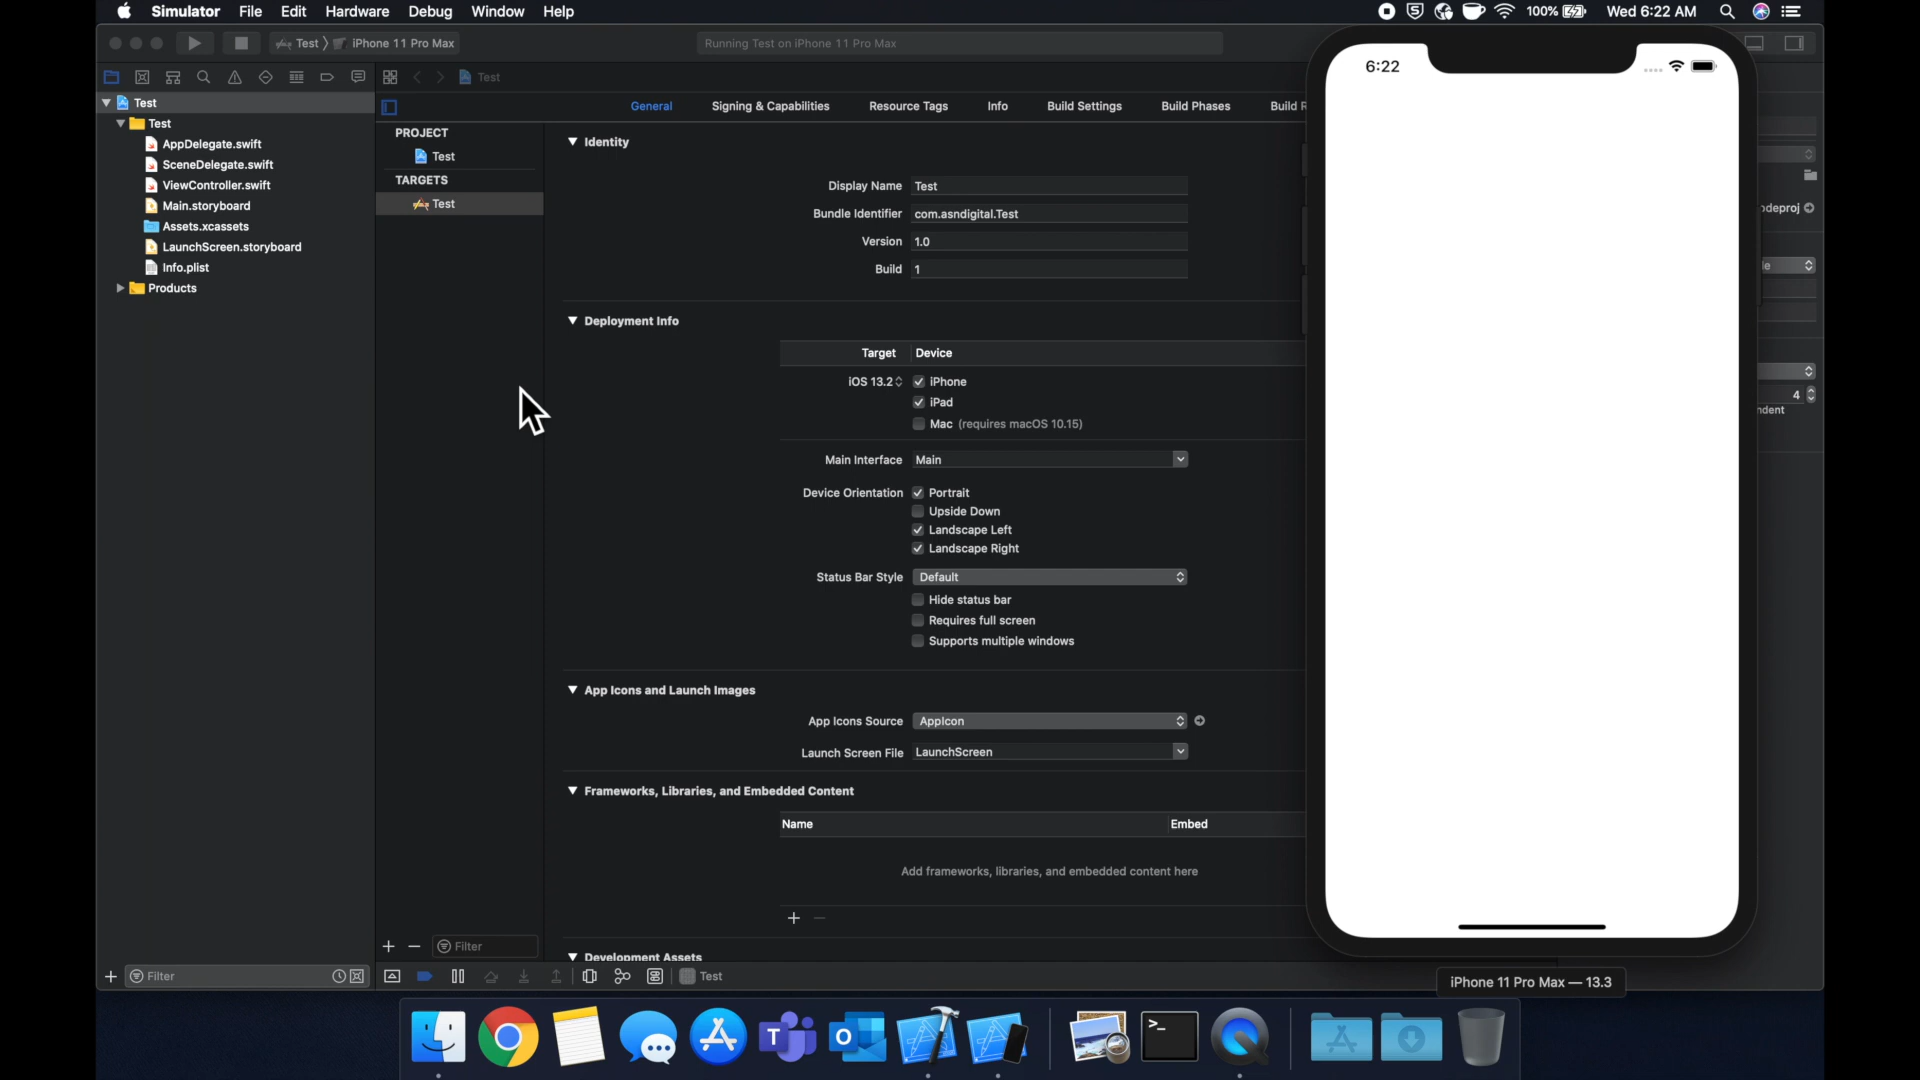 Simulator File Edit Hardware Debug Window Help
100% Wed 6:22 AM
Test iPhone 11 Pro Max
Running Test on iPhone 11 Pro Max
Test
General Signing & Capabilities Resource Tags Info Build Settings Build Phases Build R
Test
Test
AppDelegate.swift
SceneDelegate.swift
ViewController.swift
Main.storyboard
Assets.xcassets
LaunchScreen.storyboard
Info.plist
Products
Filter
PROJECT
Test
TARGETS
Test
Filter
Identity
Display Name Test
Bundle Identifier com.asndigital.Test
Version 1.0
Build 1
Deployment Info
Target Device
iOS 13.2 iPhone
iPad
Mac (requires macOS 10.15)
Main Interface Main
Device Orientation Portrait
Upside Down
Landscape Left
Landscape Right
Status Bar Style Default
Hide status bar
Requires full screen
Supports multiple windows
App Icons and Launch Images
App Icons Source AppIcon
Launch Screen File LaunchScreen
Frameworks, Libraries, and Embedded Content
Name Embed
Add frameworks, libraries, and embedded content here
Development Assets
Test
6:22
odeproj
le
4
ndent
iPhone 11 Pro Max — 13.3